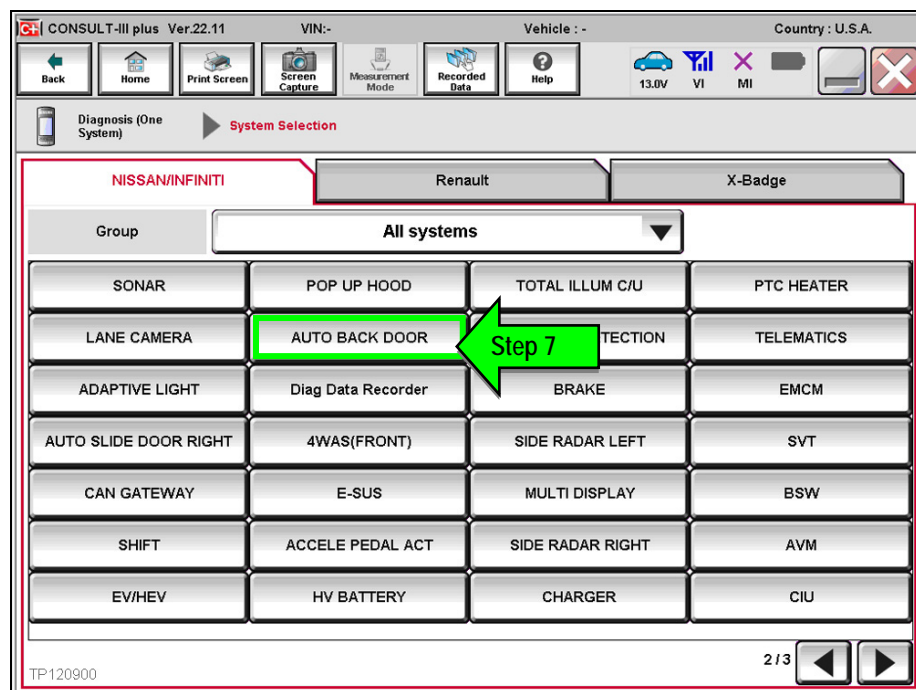 CONSULT-III plus Ver.22.11 VIN:- Vehicle : - Country : U.S.A.
Back Home Print Screen Screen Capture Measurement Mode Recorded Data Help 13.0V VI MI
Diagnosis (One System) System Selection
NISSAN/INFINITI Renault X-Badge
Group All systems
SONAR POP UP HOOD TOTAL ILLUM C/U PTC HEATER
LANE CAMERA AUTO BACK DOOR Step 7 TECTION TELEMATICS
ADAPTIVE LIGHT Diag Data Recorder BRAKE EMCM
AUTO SLIDE DOOR RIGHT 4WAS(FRONT) SIDE RADAR LEFT SVT
CAN GATEWAY E-SUS MULTI DISPLAY BSW
SHIFT ACCELE PEDAL ACT SIDE RADAR RIGHT AVM
EV/HEV HV BATTERY CHARGER CIU
2/3
TP120900